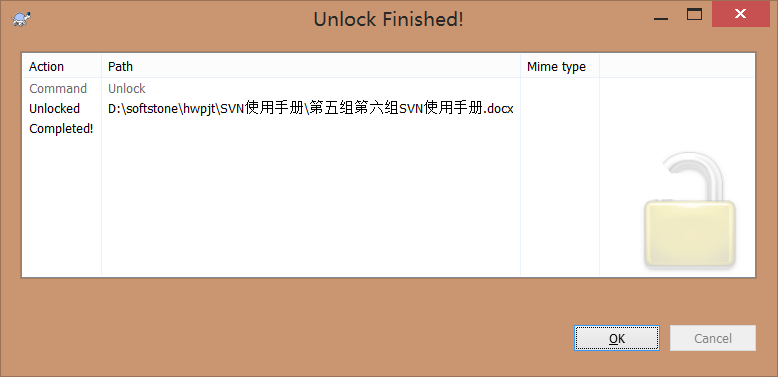 Unlock Finished!
Action Path Mime type
Command Unlock
Unlocked D:\softstone\hwpjt\SVN使用手册\第五组第六组SVN使用手册.docx
Completed!
OK Cancel